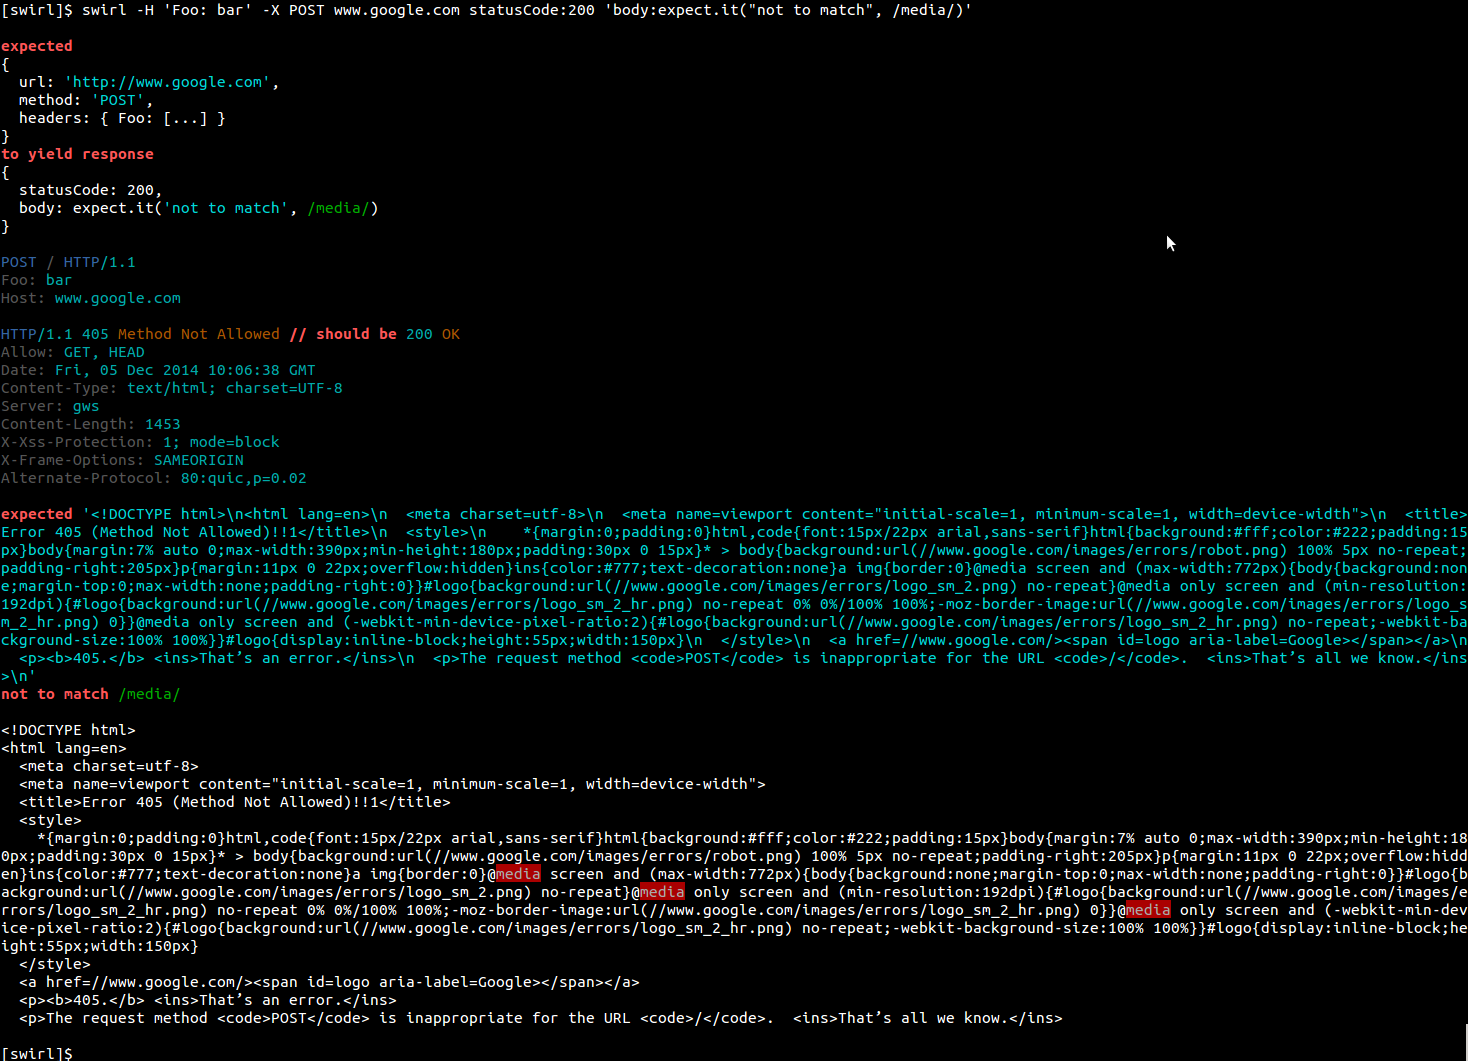 [swirl]$ swirl -H 'Foo: bar' -X POST www.google.com statusCode:200 'body:expect.it("not to match", /media/)'
expected
{
  url: 'http://www.google.com',
  method: 'POST',
  headers: { Foo: [...] }
}
to yield response
{
  statusCode: 200,
  body: expect.it('not to match', /media/)
}
POST / HTTP/1.1
Foo: bar
Host: www.google.com
HTTP/1.1 405 Method Not Allowed // should be 200 OK
Allow: GET, HEAD
Date: Fri, 05 Dec 2014 10:06:38 GMT
Content-Type: text/html; charset=UTF-8
Server: gws
Content-Length: 1453
X-Xss-Protection: 1; mode=block
X-Frame-Options: SAMEORIGIN
Alternate-Protocol: 80:quic,p=0.02
expected '<!DOCTYPE html>\n<html lang=en>\n  <meta charset=utf-8>\n  <meta name=viewport content="initial-scale=1, minimum-scale=1, width=device-width">\n  <title>
Error 405 (Method Not Allowed)!!1</title>\n  <style>\n    *{margin:0;padding:0}html,code{font:15px/22px arial,sans-serif}html{background:#fff;color:#222;padding:15
px}body{margin:7% auto 0;max-width:390px;min-height:180px;padding:30px 0 15px}* > body{background:url(//www.google.com/images/errors/robot.png) 100% 5px no-repeat;
padding-right:205px}p{margin:11px 0 22px;overflow:hidden}ins{color:#777;text-decoration:none}a img{border:0}@media screen and (max-width:772px){body{background:non
e;margin-top:0;max-width:none;padding-right:0}}#logo{background:url(//www.google.com/images/errors/logo_sm_2.png) no-repeat}@media only screen and (min-resolution:
192dpi){#logo{background:url(//www.google.com/images/errors/logo_sm_2_hr.png) no-repeat 0% 0%/100% 100%;-moz-border-image:url(//www.google.com/images/errors/logo_s
m_2_hr.png) 0}}@media only screen and (-webkit-min-device-pixel-ratio:2){#logo{background:url(//www.google.com/images/errors/logo_sm_2_hr.png) no-repeat;-webkit-ba
ckground-size:100% 100%}}#logo{display:inline-block;height:55px;width:150px}\n  </style>\n  <a href=//www.google.com/><span id=logo aria-label=Google></span></a>\n
  <p><b>405.</b> <ins>That’s an error.</ins>\n  <p>The request method <code>POST</code> is inappropriate for the URL <code>/</code>.  <ins>That’s all we know.</ins
>\n'
not to match /media/
<!DOCTYPE html>
<html lang=en>
  <meta charset=utf-8>
  <meta name=viewport content="initial-scale=1, minimum-scale=1, width=device-width">
  <title>Error 405 (Method Not Allowed)!!1</title>
  <style>
    *{margin:0;padding:0}html,code{font:15px/22px arial,sans-serif}html{background:#fff;color:#222;padding:15px}body{margin:7% auto 0;max-width:390px;min-height:18
0px;padding:30px 0 15px}* > body{background:url(//www.google.com/images/errors/robot.png) 100% 5px no-repeat;padding-right:205px}p{margin:11px 0 22px;overflow:hidd
en}ins{color:#777;text-decoration:none}a img{border:0}@media screen and (max-width:772px){body{background:none;margin-top:0;max-width:none;padding-right:0}}#logo{b
ackground:url(//www.google.com/images/errors/logo_sm_2.png) no-repeat}@media only screen and (min-resolution:192dpi){#logo{background:url(//www.google.com/images/e
rrors/logo_sm_2_hr.png) no-repeat 0% 0%/100% 100%;-moz-border-image:url(//www.google.com/images/errors/logo_sm_2_hr.png) 0}}@media only screen and (-webkit-min-dev
ice-pixel-ratio:2){#logo{background:url(//www.google.com/images/errors/logo_sm_2_hr.png) no-repeat;-webkit-background-size:100% 100%}}#logo{display:inline-block;he
ight:55px;width:150px}
  </style>
  <a href=//www.google.com/><span id=logo aria-label=Google></span></a>
  <p><b>405.</b> <ins>That’s an error.</ins>
  <p>The request method <code>POST</code> is inappropriate for the URL <code>/</code>.  <ins>That’s all we know.</ins>
[swirl]$